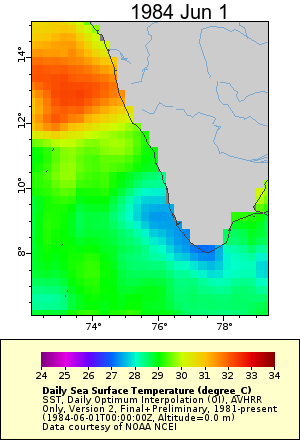 1984 Jun 1
14°
12°
10°
8°
74° 76° 78°
24 25 26 27 28 29 30 31 32 33 34
Daily Sea Surface Temperature (degree_C)
SST, Daily Optimum Interpolation (OI), AVHRR
Only, Version 2, Final+Preliminary, 1981-present
(1984-06-01T00:00:00Z, Altitude=0.0 m)
Data courtesy of NOAA NCEI